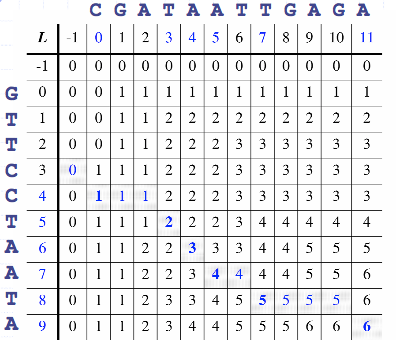 C G A T A A T T G A G A
L -1 0 1 2 3 4 5 6 7 8 9 10 11
-1 0 0 0 0 0 0 0 0 0 0 0 0 0
G 0 0 0 1 1 1 1 1 1 1 1 1 1 1
T 1 0 0 1 1 2 2 2 2 2 2 2 2 2
T 2 0 0 1 1 2 2 2 3 3 3 3 3 3
C 3 0 1 1 1 2 2 2 3 3 3 3 3 3
C 4 0 1 1 1 2 2 2 3 3 3 3 3 3
T 5 0 1 1 1 2 2 2 3 4 4 4 4 4
A 6 0 1 1 2 2 3 3 3 4 4 5 5 5
A 7 0 1 1 2 2 3 4 4 4 4 5 5 6
T 8 0 1 1 2 3 3 4 5 5 5 5 5 6
A 9 0 1 1 2 3 4 4 5 5 5 6 6 6